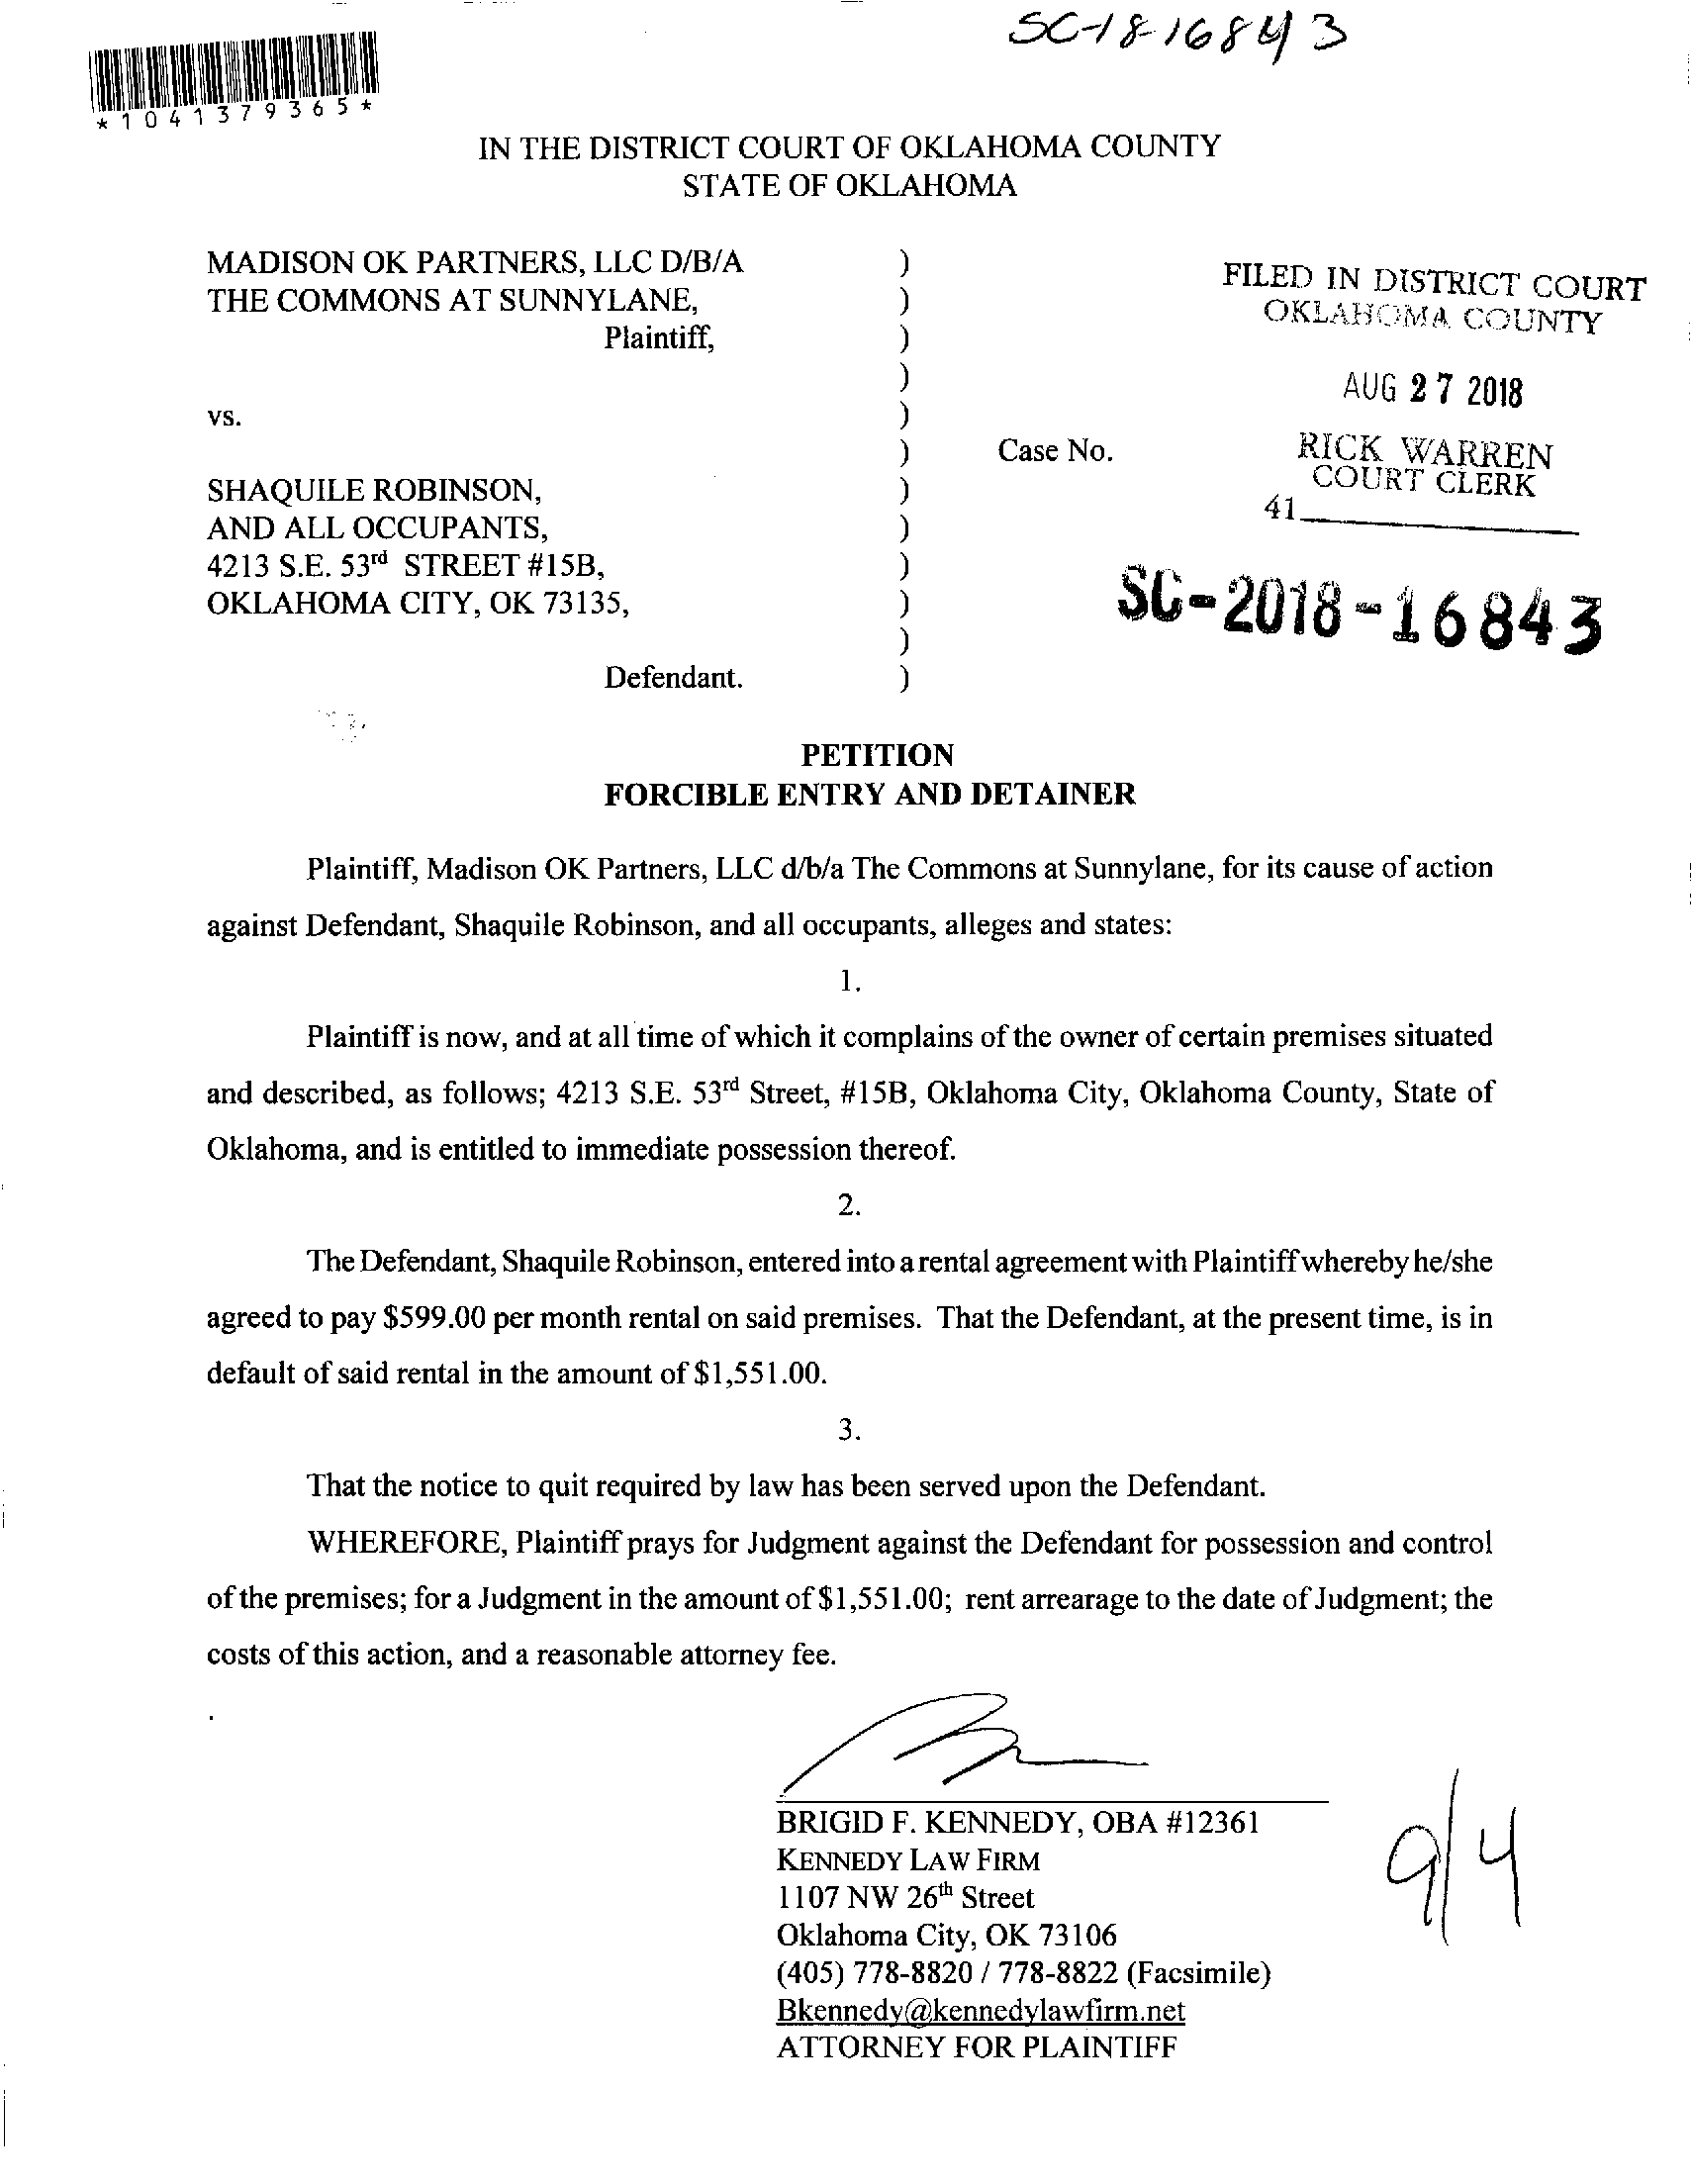 SC-18-16843
*1041379365*
IN THE DISTRICT COURT OF OKLAHOMA COUNTY
STATE OF OKLAHOMA
MADISON OK PARTNERS, LLC D/B/A )
THE COMMONS AT SUNNYLANE, )
Plaintiff, )
)
vs. )
)
SHAQUILE ROBINSON, )
AND ALL OCCUPANTS, )
4213 S.E. 53rd STREET #15B, )
OKLAHOMA CITY, OK 73135, )
)
Defendant. )
Case No.
FILED IN DISTRICT COURT
OKLAHOMA COUNTY
AUG 27 2018
RICK WARREN
COURT CLERK
41
SC-2018-16843
PETITION
FORCIBLE ENTRY AND DETAINER
Plaintiff, Madison OK Partners, LLC d/b/a The Commons at Sunnylane, for its cause of action
against Defendant, Shaquile Robinson, and all occupants, alleges and states:
1.
Plaintiff is now, and at all time of which it complains of the owner of certain premises situated
and described, as follows; 4213 S.E. 53rd Street, #15B, Oklahoma City, Oklahoma County, State of
Oklahoma, and is entitled to immediate possession thereof.
2.
The Defendant, Shaquile Robinson, entered into a rental agreement with Plaintiff whereby he/she
agreed to pay $599.00 per month rental on said premises. That the Defendant, at the present time, is in
default of said rental in the amount of $1,551.00.
3.
That the notice to quit required by law has been served upon the Defendant.
WHEREFORE, Plaintiff prays for Judgment against the Defendant for possession and control
of the premises; for a Judgment in the amount of $1,551.00; rent arrearage to the date of Judgment; the
costs of this action, and a reasonable attorney fee.
BRIGID F. KENNEDY, OBA #12361
KENNEDY LAW FIRM
1107 NW 26th Street
Oklahoma City, OK 73106
(405) 778-8820 / 778-8822 (Facsimile)
Bkennedy@kennedylawfirm.net
ATTORNEY FOR PLAINTIFF
9/4